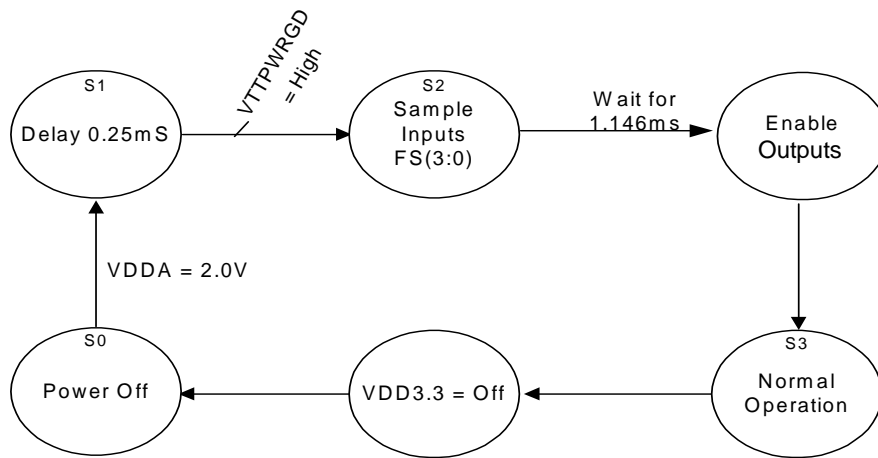 S1
Delay 0.25mS
VTTPWRGD
= High
S2
Sample
Inputs
FS(3:0)
Wait for
1.146ms
Enable
Outputs
VDDA = 2.0V
S0
Power Off
VDD3.3 = Off
S3
Normal
Operation